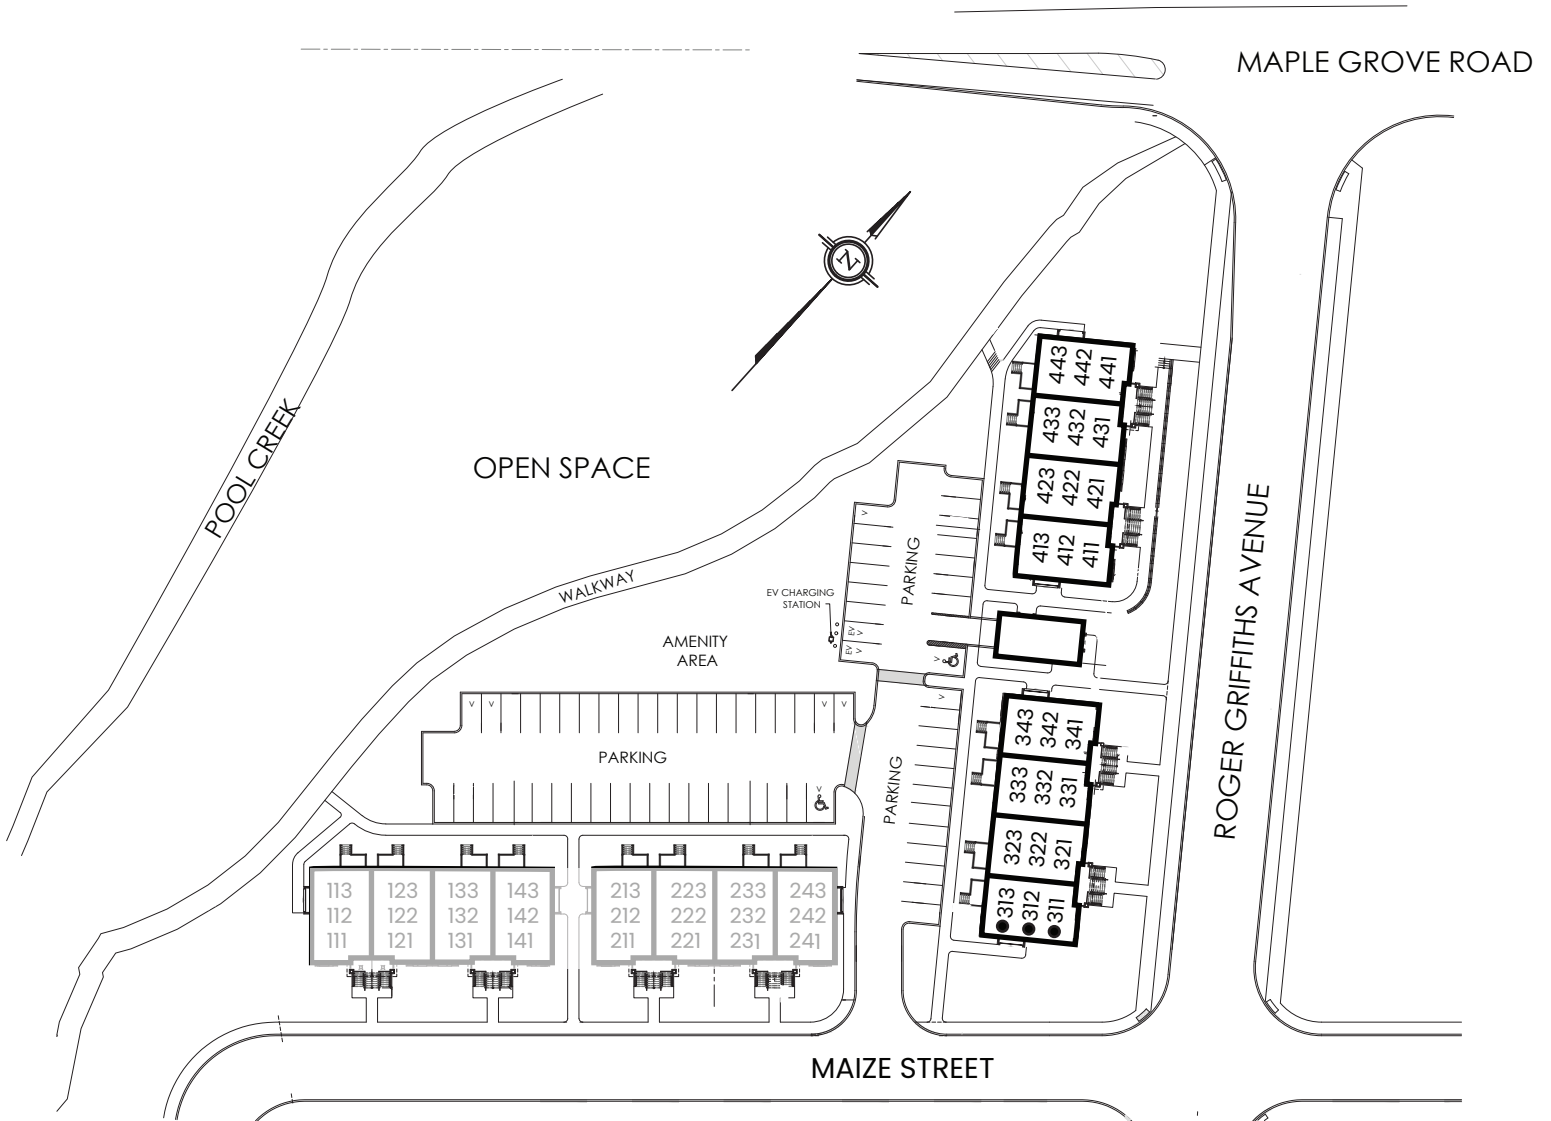 MAPLE GROVE ROAD
N
POOL CREEK
OPEN SPACE
WALKWAY
AMENITY
AREA
EV CHARGING
STATION
PARKING
EV V
EV V
V
V
443
442
441
433
432
431
423
422
421
413
412
411
ROGER GRIFFITHS AVENUE
V V
V V
PARKING
V
V
PARKING
343
342
341
333
332
331
323
322
321
313
312
311
113 123 133 143
112 122 132 142
111 121 131 141
213 223 233 243
212 222 232 242
211 221 231 241
MAIZE STREET